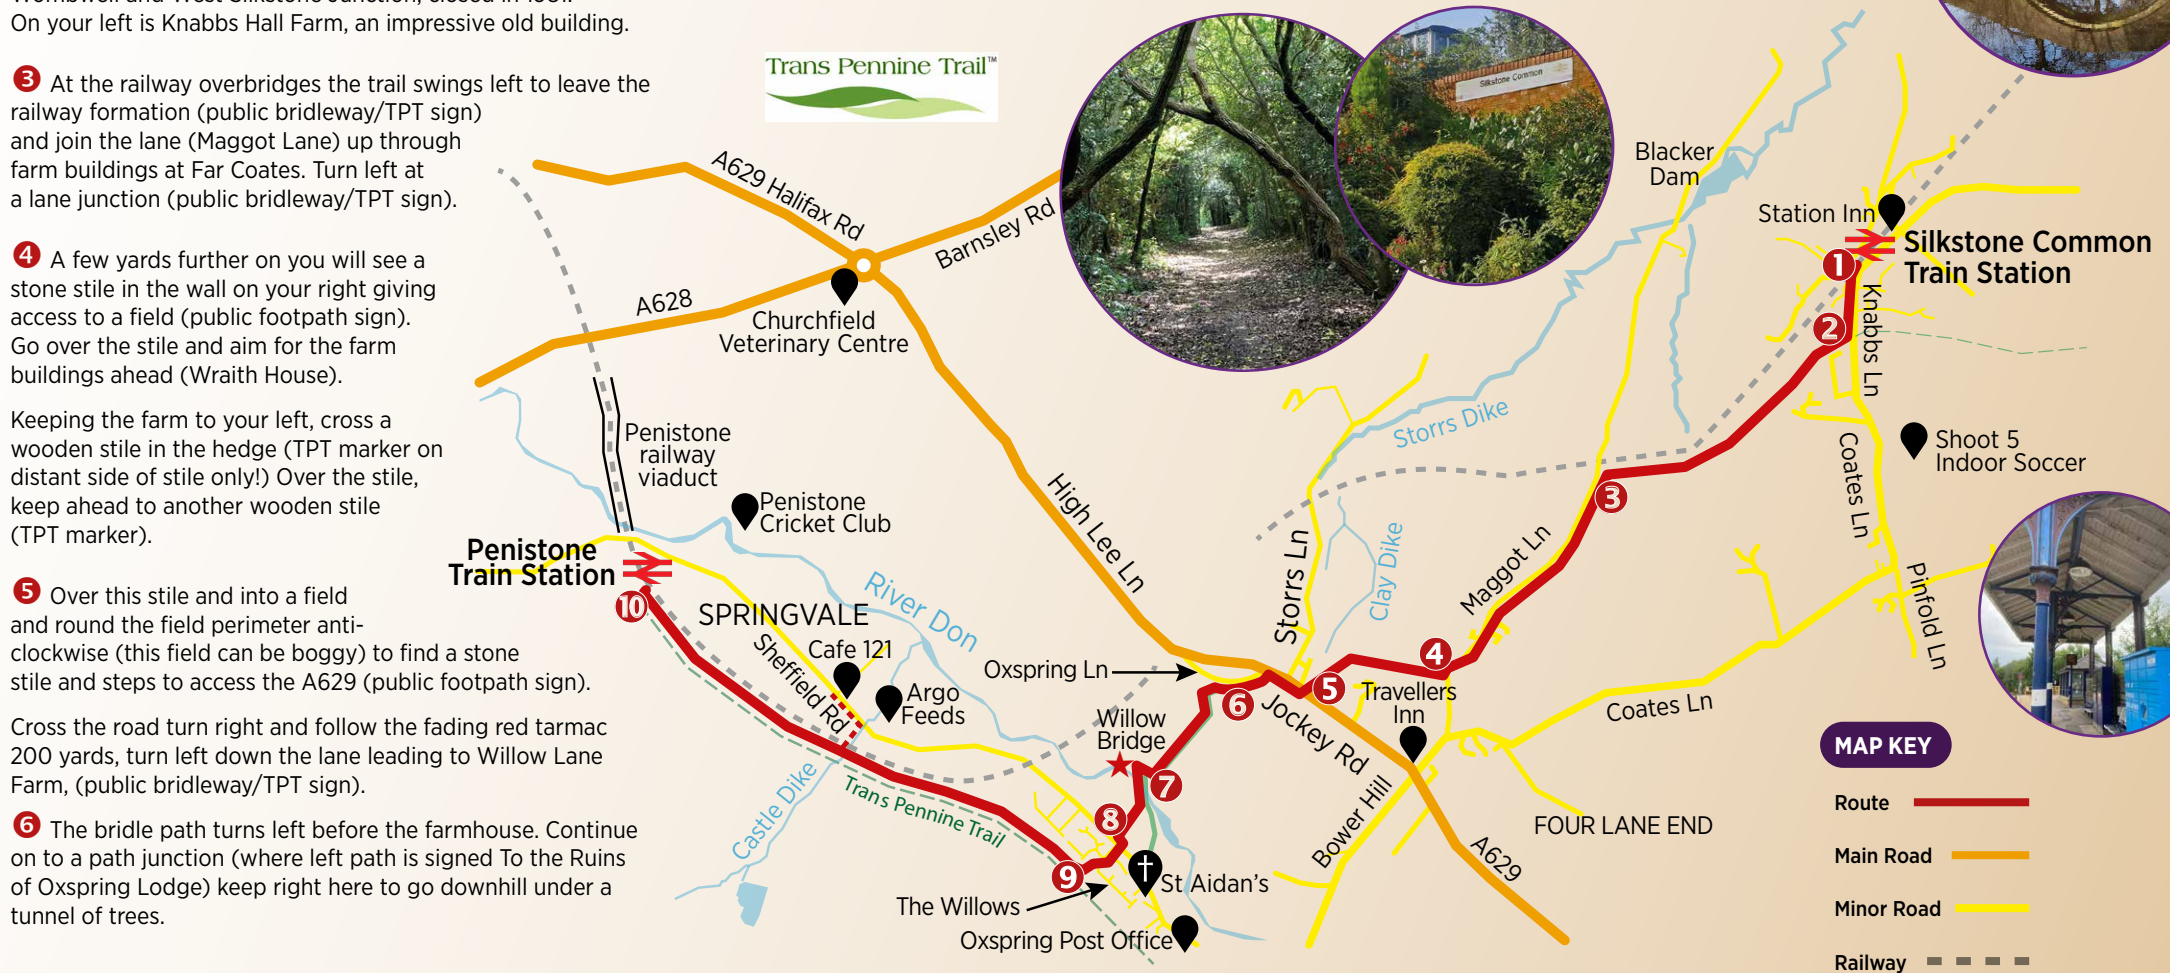 On your left is Knabbs Hall Farm, an impressive old building.
3 At the railway overbridges the trail swings left to leave the
railway formation (public bridleway/TPT sign)
and join the lane (Maggot Lane) up through
farm buildings at Far Coates. Turn left at
a lane junction (public bridleway/TPT sign).
4 A few yards further on you will see a
stone stile in the wall on your right giving
access to a field (public footpath sign).
Go over the stile and aim for the farm
buildings ahead (Wraith House).
Keeping the farm to your left, cross a
wooden stile in the hedge (TPT marker on
distant side of stile only!) Over the stile,
keep ahead to another wooden stile
(TPT marker).
5 Over this stile and into a field
and round the field perimeter anti-
clockwise (this field can be boggy) to find a stone
stile and steps to access the A629 (public footpath sign).
Cross the road turn right and follow the fading red tarmac
200 yards, turn left down the lane leading to Willow Lane
Farm, (public bridleway/TPT sign).
6 The bridle path turns left before the farmhouse. Continue
on to a path junction (where left path is signed To the Ruins
of Oxspring Lodge) keep right here to go downhill under a
tunnel of trees.
Trans Pennine Trail™
Silkstone Common
A629 Halifax Rd
Barnsley Rd
A628
Churchfield
Veterinary Centre
Penistone
railway
viaduct
Penistone
Cricket Club
Penistone
Train Station
10
SPRINGVALE
River Don
Cafe 121
Sheffield Rd
Argo
Feeds
Castle Dike
Trans Pennine Trail
High Lee Ln
Oxspring Ln
Willow
Bridge
6
7
8
9
St Aidan's
The Willows
Oxspring Post Office
Jockey Rd
5
4
Travellers
Inn
Bower Hill
A629
FOUR LANE END
Coates Ln
Storrs Ln
Clay Dike
Storrs Dike
Maggot Ln
3
Blacker
Dam
Station Inn
Silkstone Common
Train Station
1
2
Knabbs Ln
Coates Ln
Shoot 5
Indoor Soccer
Pinfold Ln
MAP KEY
Route
Main Road
Minor Road
Railway